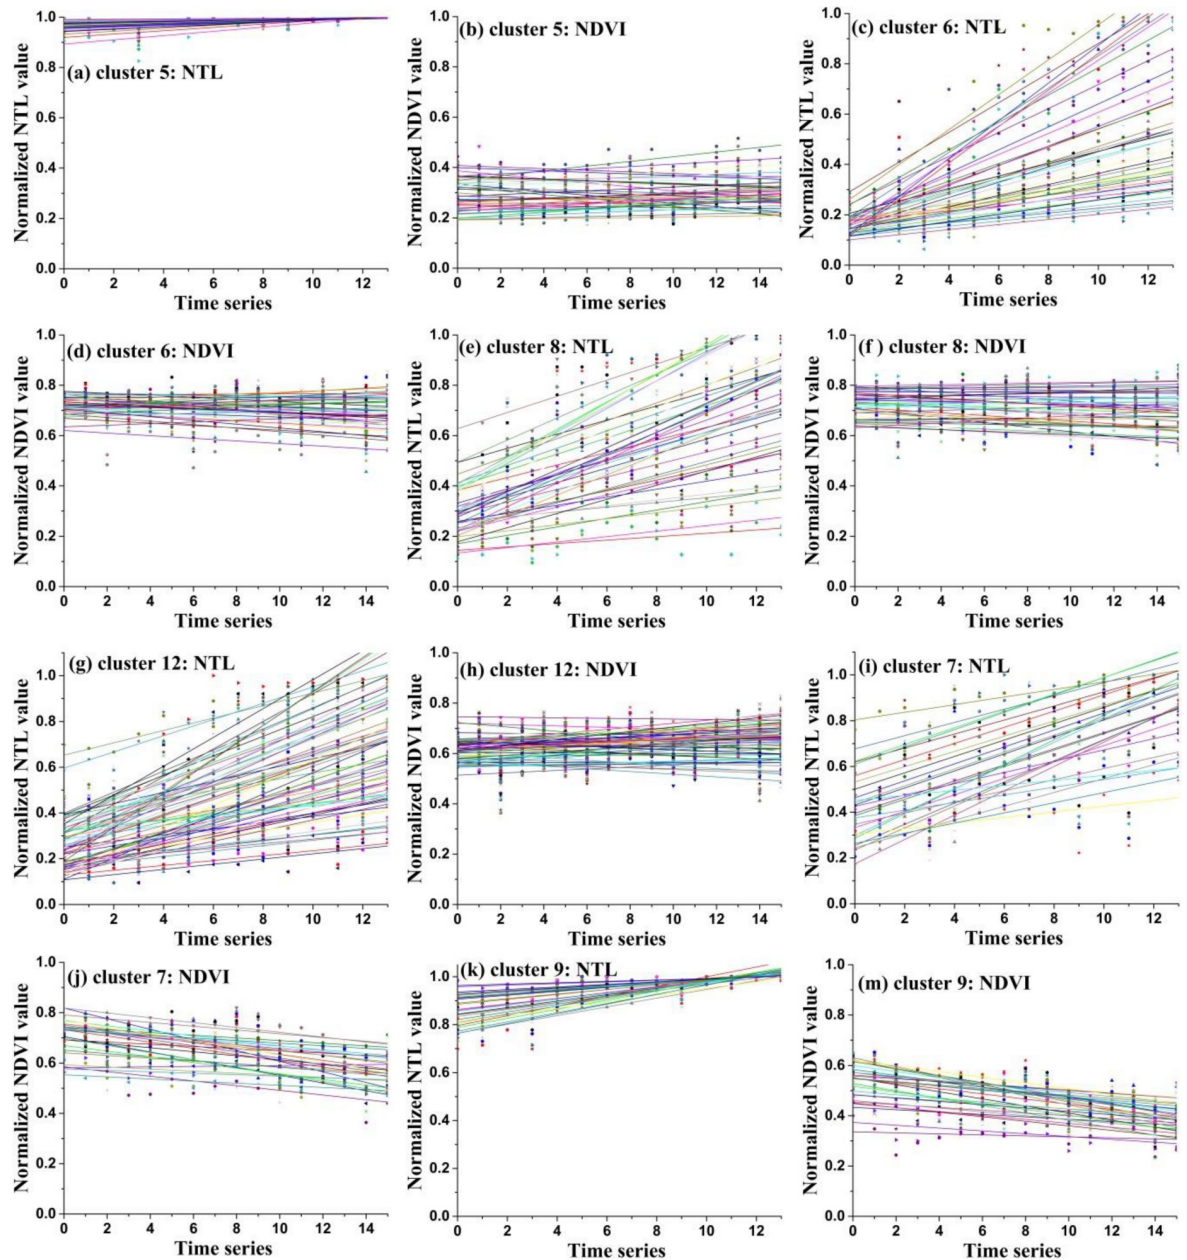 (a) cluster 5: NTL
Normalized NTL value
1.0
0.8
0.6
0.4
0.2
0.0
0 2 4 6 8 10 12
Time series
(b) cluster 5: NDVI
Normalized NDVI value
1.0
0.8
0.6
0.4
0.2
0.0
0 2 4 6 8 10 12 14
Time series
(c) cluster 6: NTL
Normalized NTL value
1.0
0.8
0.6
0.4
0.2
0.0
0 2 4 6 8 10 12
Time series
(d) cluster 6: NDVI
Normalized NDVI value
1.0
0.8
0.6
0.4
0.2
0.0
0 2 4 6 8 10 12 14
Time series
(e) cluster 8: NTL
Normalized NTL value
1.0
0.8
0.6
0.4
0.2
0.0
0 2 4 6 8 10 12
Time series
(f ) cluster 8: NDVI
Normalized NDVI value
1.0
0.8
0.6
0.4
0.2
0.0
0 2 4 6 8 10 12 14
Time series
(g) cluster 12: NTL
Normalized NTL value
1.0
0.8
0.6
0.4
0.2
0.0
0 2 4 6 8 10 12
Time series
(h) cluster 12: NDVI
Normalized NDVI value
1.0
0.8
0.6
0.4
0.2
0.0
0 2 4 6 8 10 12 14
Time series
(i) cluster 7: NTL
Normalized NTL value
1.0
0.8
0.6
0.4
0.2
0.0
0 2 4 6 8 10 12
Time series
(j) cluster 7: NDVI
Normalized NDVI value
1.0
0.8
0.6
0.4
0.2
0.0
0 2 4 6 8 10 12 14
Time series
(k) cluster 9: NTL
Normalized NTL value
1.0
0.8
0.6
0.4
0.2
0.0
0 2 4 6 8 10 12
Time series
(m) cluster 9: NDVI
Normalized NDVI value
1.0
0.8
0.6
0.4
0.2
0.0
0 2 4 6 8 10 12 14
Time series